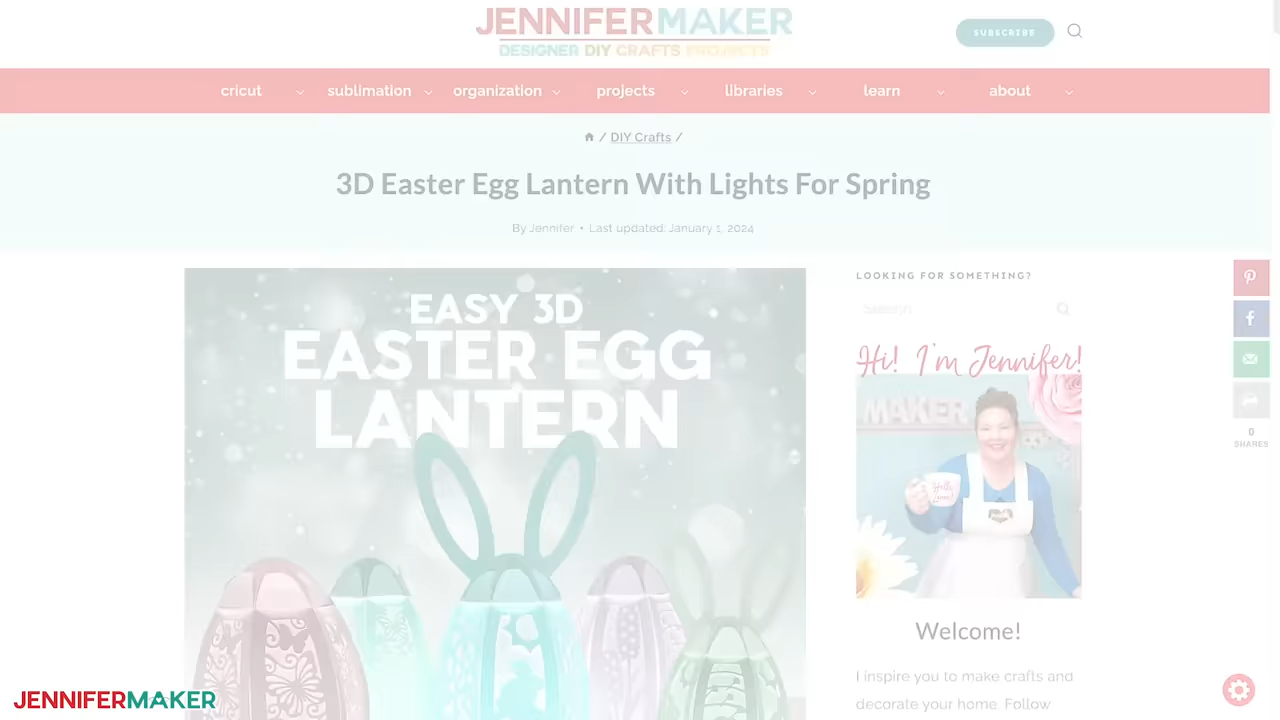 JENNIFERMAKER
DESIGNER DIY CRAFTS PROJECTS
SUBSCRIBE
cricut sublimation organization projects libraries learn about
/ DIY Crafts /
3D Easter Egg Lantern With Lights For Spring
By Jennifer • Last updated: January 1, 2024
EASY 3D
EASTER EGG
LANTERN
LOOKING FOR SOMETHING?
Hi! I'm Jennifer!
MAKER
Welcome!
I inspire you to make crafts and
decorate your home. Follow
0
SHARES
JENNIFERMAKER